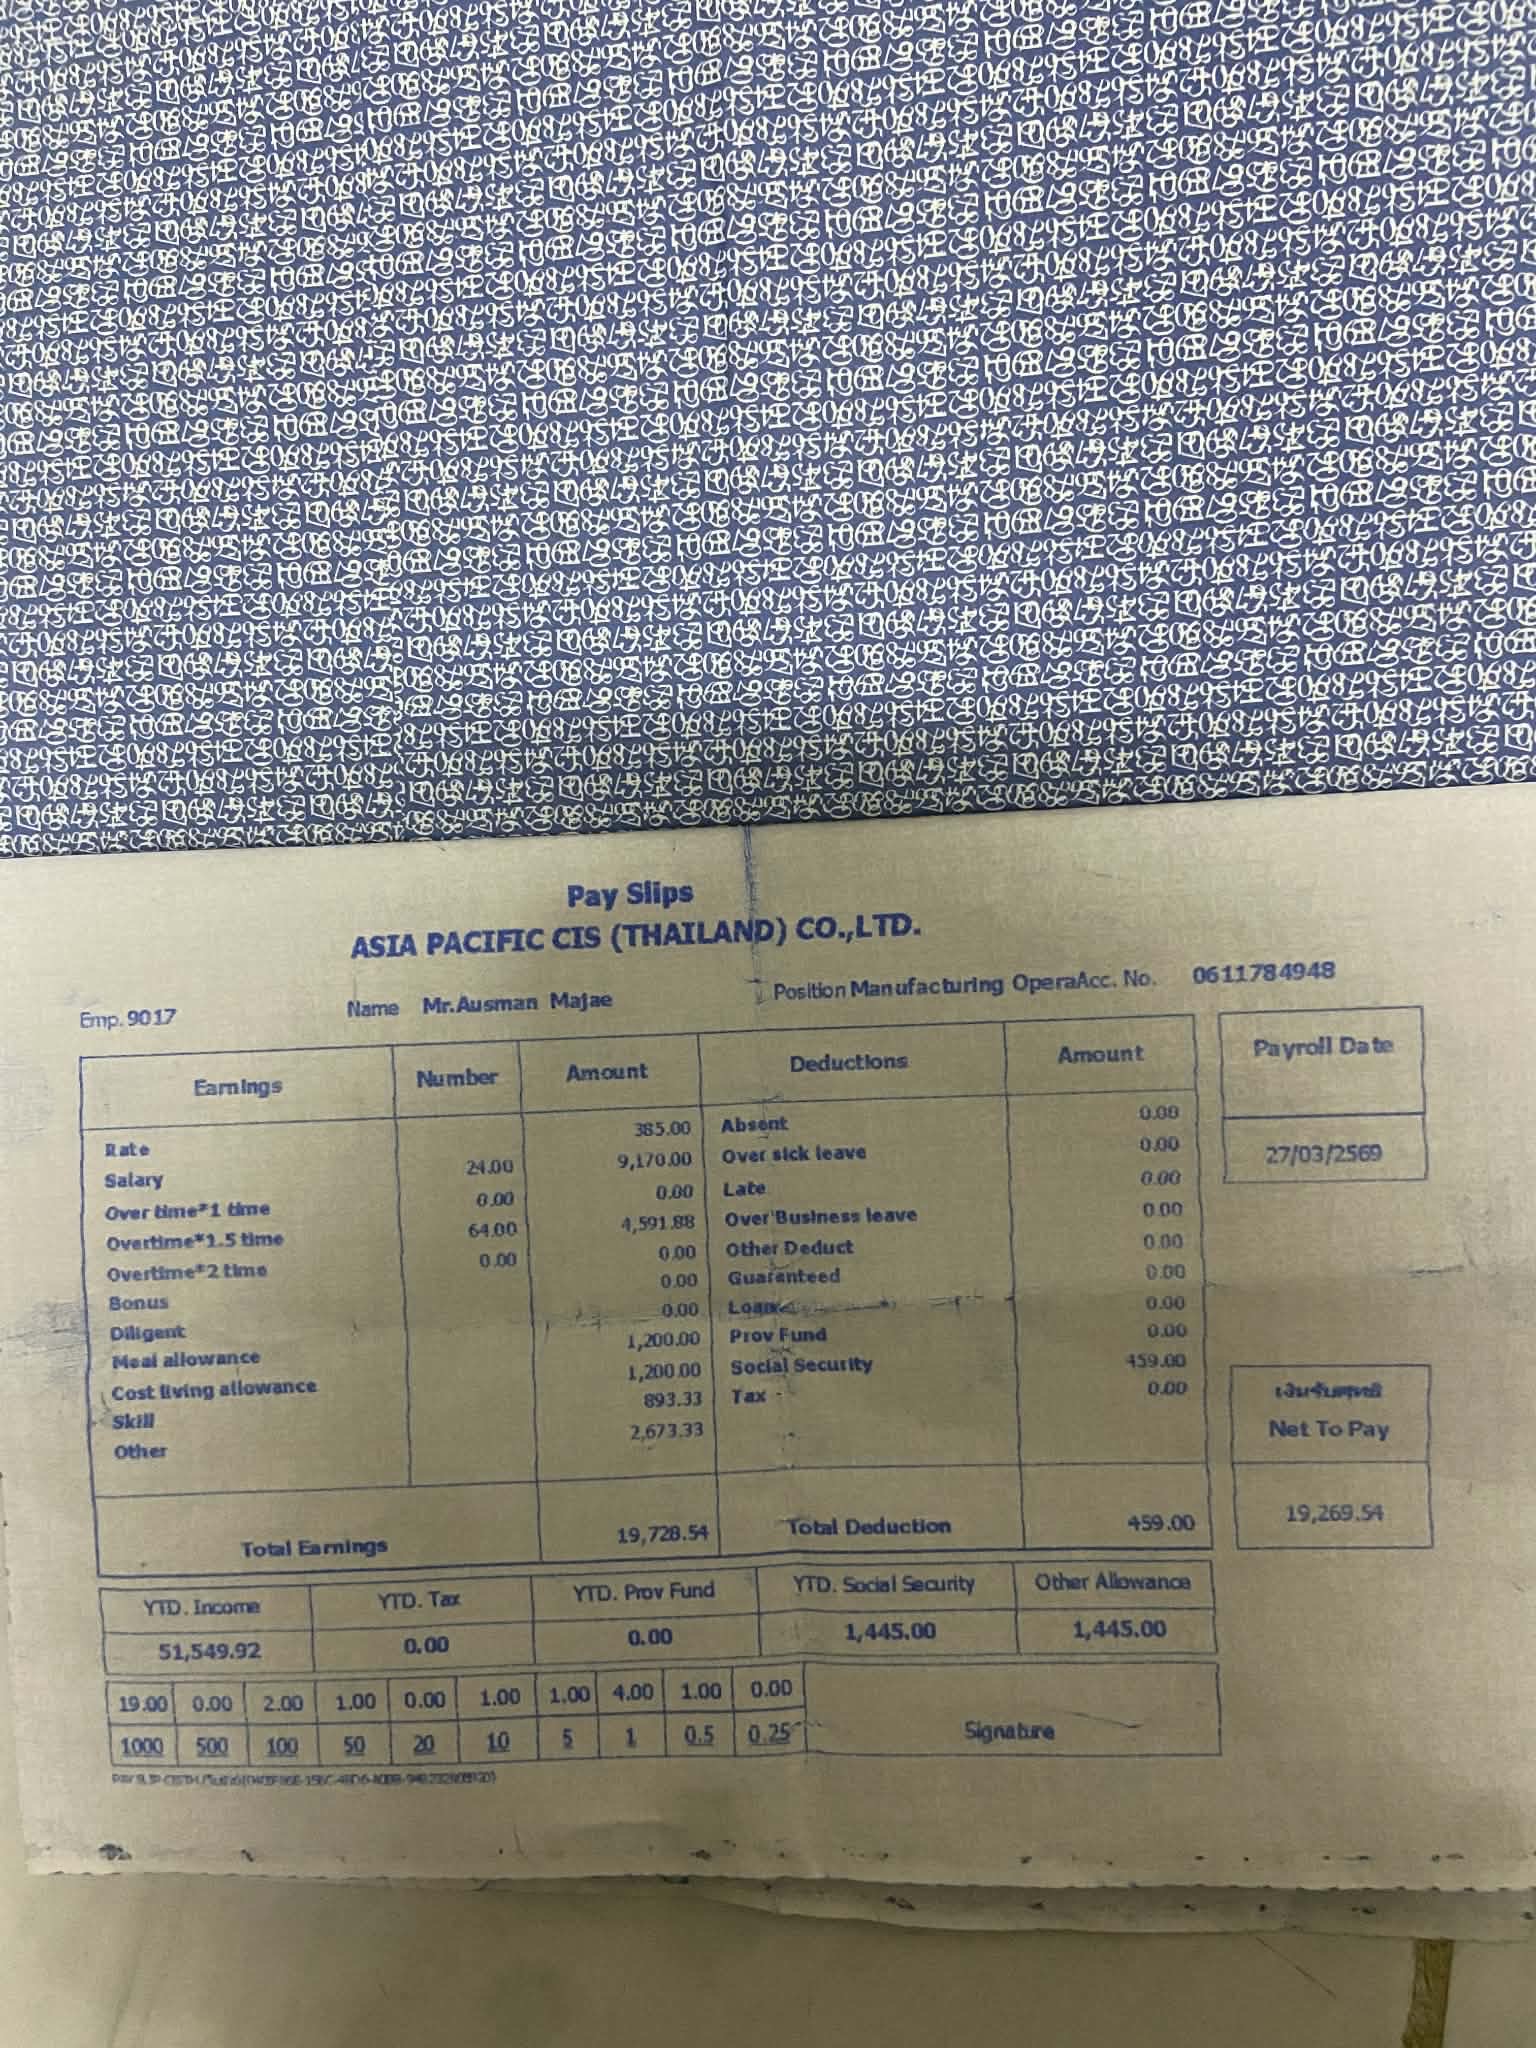 Pay Slips
ASIA PACIFIC CIS (THAILAND) CO.,LTD.
Emp. 9017 Name Mr.Ausman Majae Position Manufacturing OperaAcc. No. 0611784948
Earnings Number Amount Deductions Amount Payroll Date
Rate 385.00 Absent 0.00
Salary 24.00 9,170.00 Over sick leave 0.00 27/03/2569
Over time*1 time 0.00 0.00 Late 0.00
Overtime*1.5 time 64.00 4,591.88 Over Business leave 0.00
Overtime*2 time 0.00 0.00 Other Deduct 0.00
Bonus 0.00 Guaranteed 0.00
Diligent 0.00 Loan 0.00
Meal allowance 1,200.00 Prov Fund 0.00
Cost living allowance 1,200.00 Social Security 459.00
Skill 893.33 Tax 0.00
Other 2,673.33
เงินรับสุทธิ
Net To Pay
Total Earnings 19,728.54 Total Deduction 459.00 19,269.54
YTD. Income YTD. Tax YTD. Prov Fund YTD. Social Security Other Allowance
51,549.92 0.00 0.00 1,445.00 1,445.00
19.00 0.00 2.00 1.00 0.00 1.00 1.00 4.00 1.00 0.00
1000 500 100 50 20 10 5 1 0.5 0.25 Signature